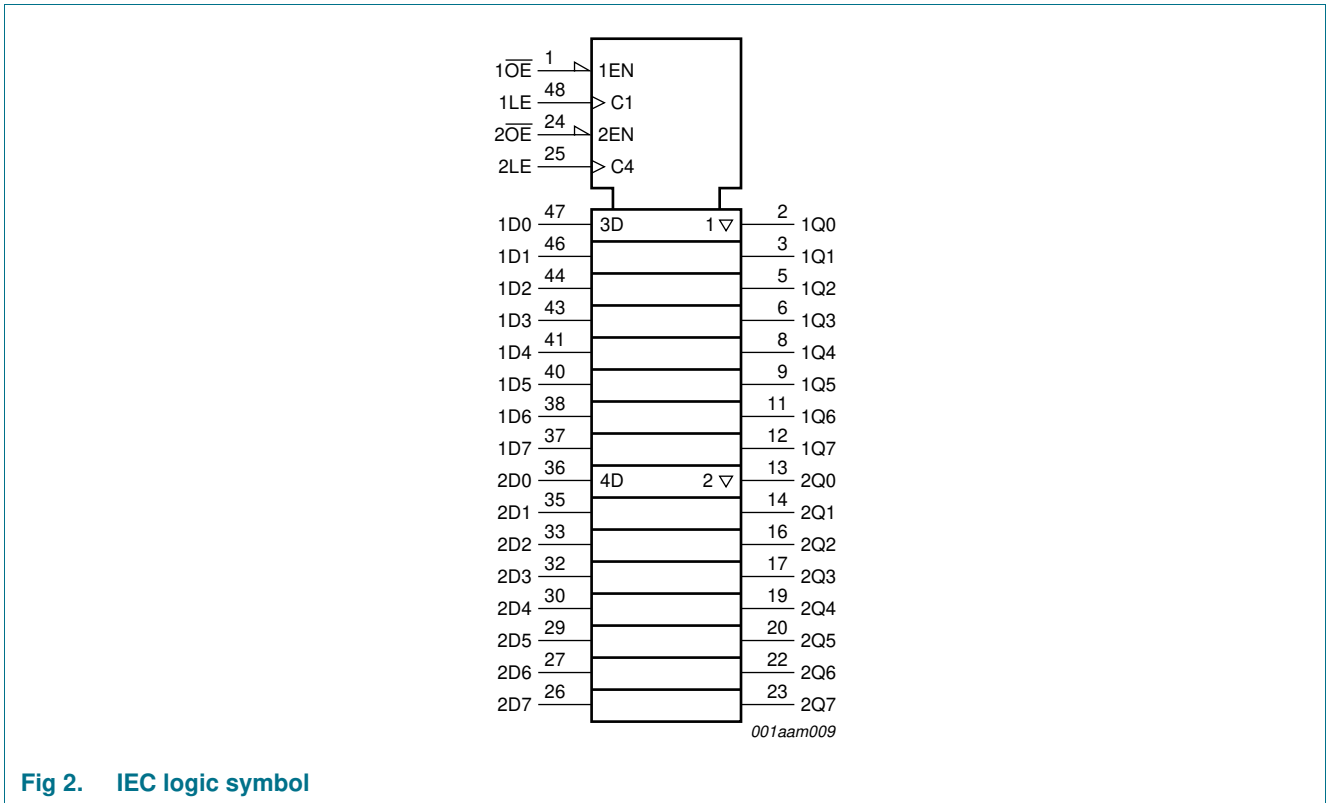 1O̅E̅ 1 1EN
1LE 48 C1
2O̅E̅ 24 2EN
2LE 25 C4
1D0 47 3D 1 ▽ 2 1Q0
1D1 46 3 1Q1
1D2 44 5 1Q2
1D3 43 6 1Q3
1D4 41 8 1Q4
1D5 40 9 1Q5
1D6 38 11 1Q6
1D7 37 12 1Q7
2D0 36 4D 2 ▽ 13 2Q0
2D1 35 14 2Q1
2D2 33 16 2Q2
2D3 32 17 2Q3
2D4 30 19 2Q4
2D5 29 20 2Q5
2D6 27 22 2Q6
2D7 26 23 2Q7
001aam009
Fig 2. IEC logic symbol